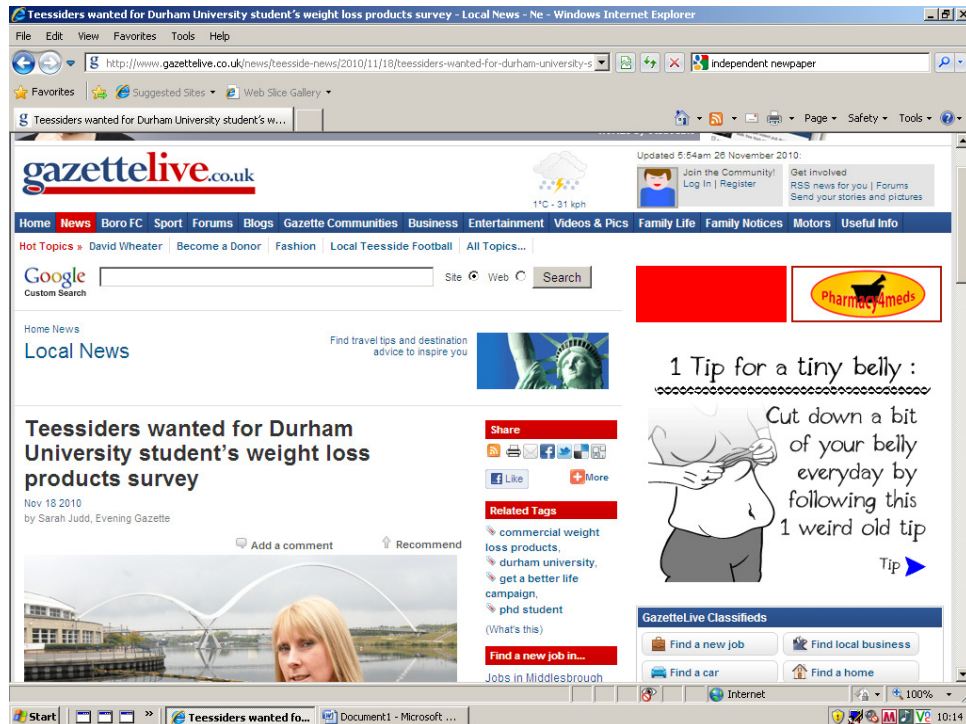 Teessiders wanted for Durham University student's weight loss products survey - Local News - Ne - Windows Internet Explorer
File Edit View Favorites Tools Help
http://www.gazettelive.co.uk/news/teesside-news/2010/11/18/teessiders-wanted-for-durham-university-s
independent newpaper
Favorites Suggested Sites Web Slice Gallery
Teessiders wanted for Durham University student's w...
Page Safety Tools
gazettelive.co.uk
1°C - 31 kph
Updated 5:54am 26 November 2010:
Join the Community!
Log In | Register
Get involved
RSS news for you | Forums
Send your stories and pictures
Home News Boro FC Sport Forums Blogs Gazette Communities Business Entertainment Videos & Pics Family Life Family Notices Motors Useful Info
Hot Topics » David Wheater Become a Donor Fashion Local Teesside Football All Topics...
Google
Custom Search
Site Web Search
Pharmacy4meds
Home News
Local News
Find travel tips and destination
advice to inspire you
1 Tip for a tiny belly :
Cut down a bit
of your belly
everyday by
following this
1 weird old tip
Tip
Teessiders wanted for Durham
University student's weight loss
products survey
Nov 18 2010
by Sarah Judd, Evening Gazette
Add a comment Recommend
Share
Like
More
Related Tags
commercial weight
loss products,
durham university,
get a better life
campaign,
phd student
(What's this)
Find a new job in...
Jobs in Middlesbrough
GazetteLive Classifieds
Find a new job Find local business
Find a car Find a home
Internet 100%
Start Teessiders wanted fo... Document1 - Microsoft ... 10:14